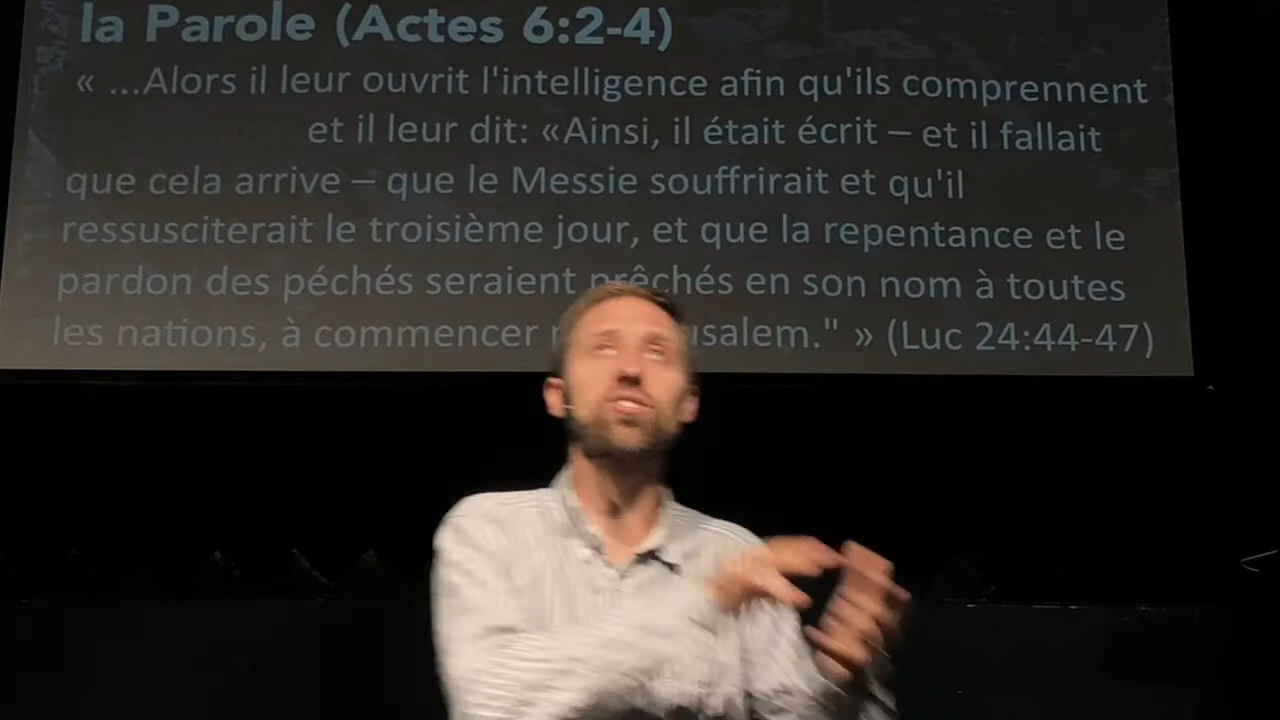 la Parole (Actes 6:2-4)
« ...Alors il leur ouvrit l'intelligence afin qu'ils comprennent
et il leur dit: «Ainsi, il était écrit – et il fallait
que cela arrive – que le Messie souffrirait et qu'il
ressusciterait le troisième jour, et que la repentance et le
pardon des péchés seraient prêchés en son nom à toutes
les nations, à commencer usalem." » (Luc 24:44-47)